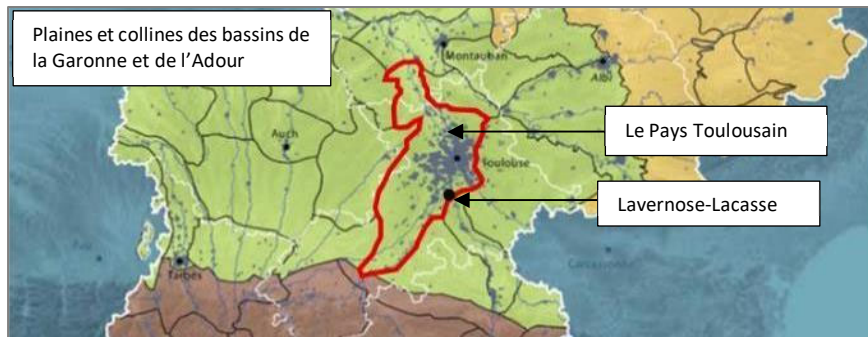 Plaines et collines des bassins de
la Garonne et de l’Adour
Montauban
Albi
Le Pays Toulousain
Auch
Toulouse
Lavernose-Lacasse
Carcassonne
Tarbes